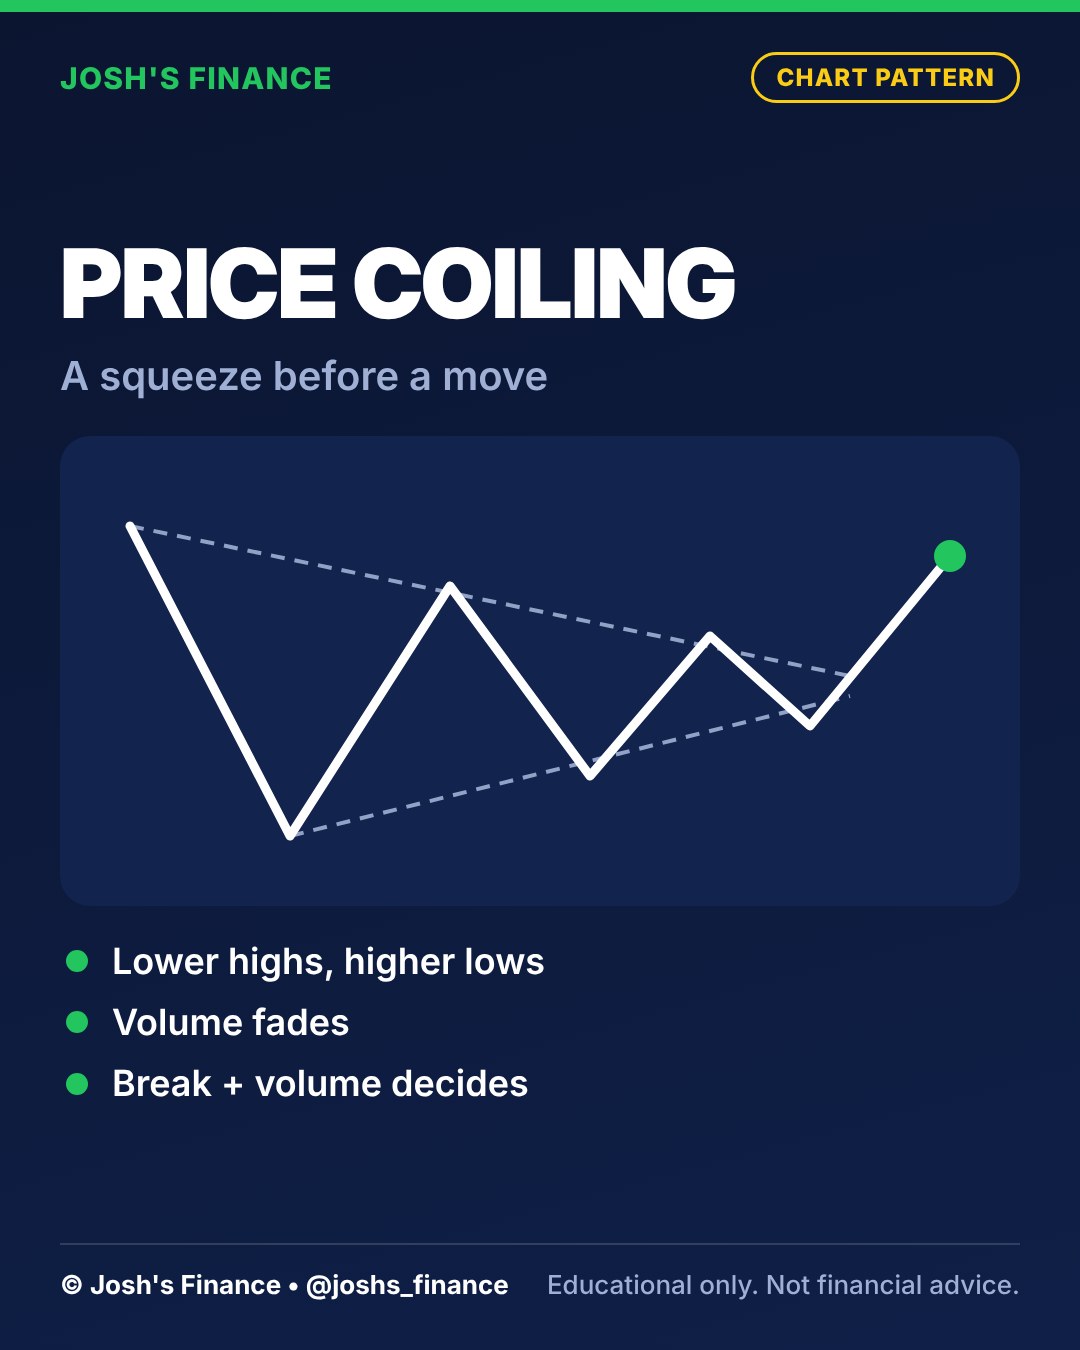 JOSH'S FINANCE
CHART PATTERN
PRICE COILING
A squeeze before a move
Lower highs, higher lows
Volume fades
Break + volume decides
© Josh's Finance • @joshs_finance
Educational only. Not financial advice.